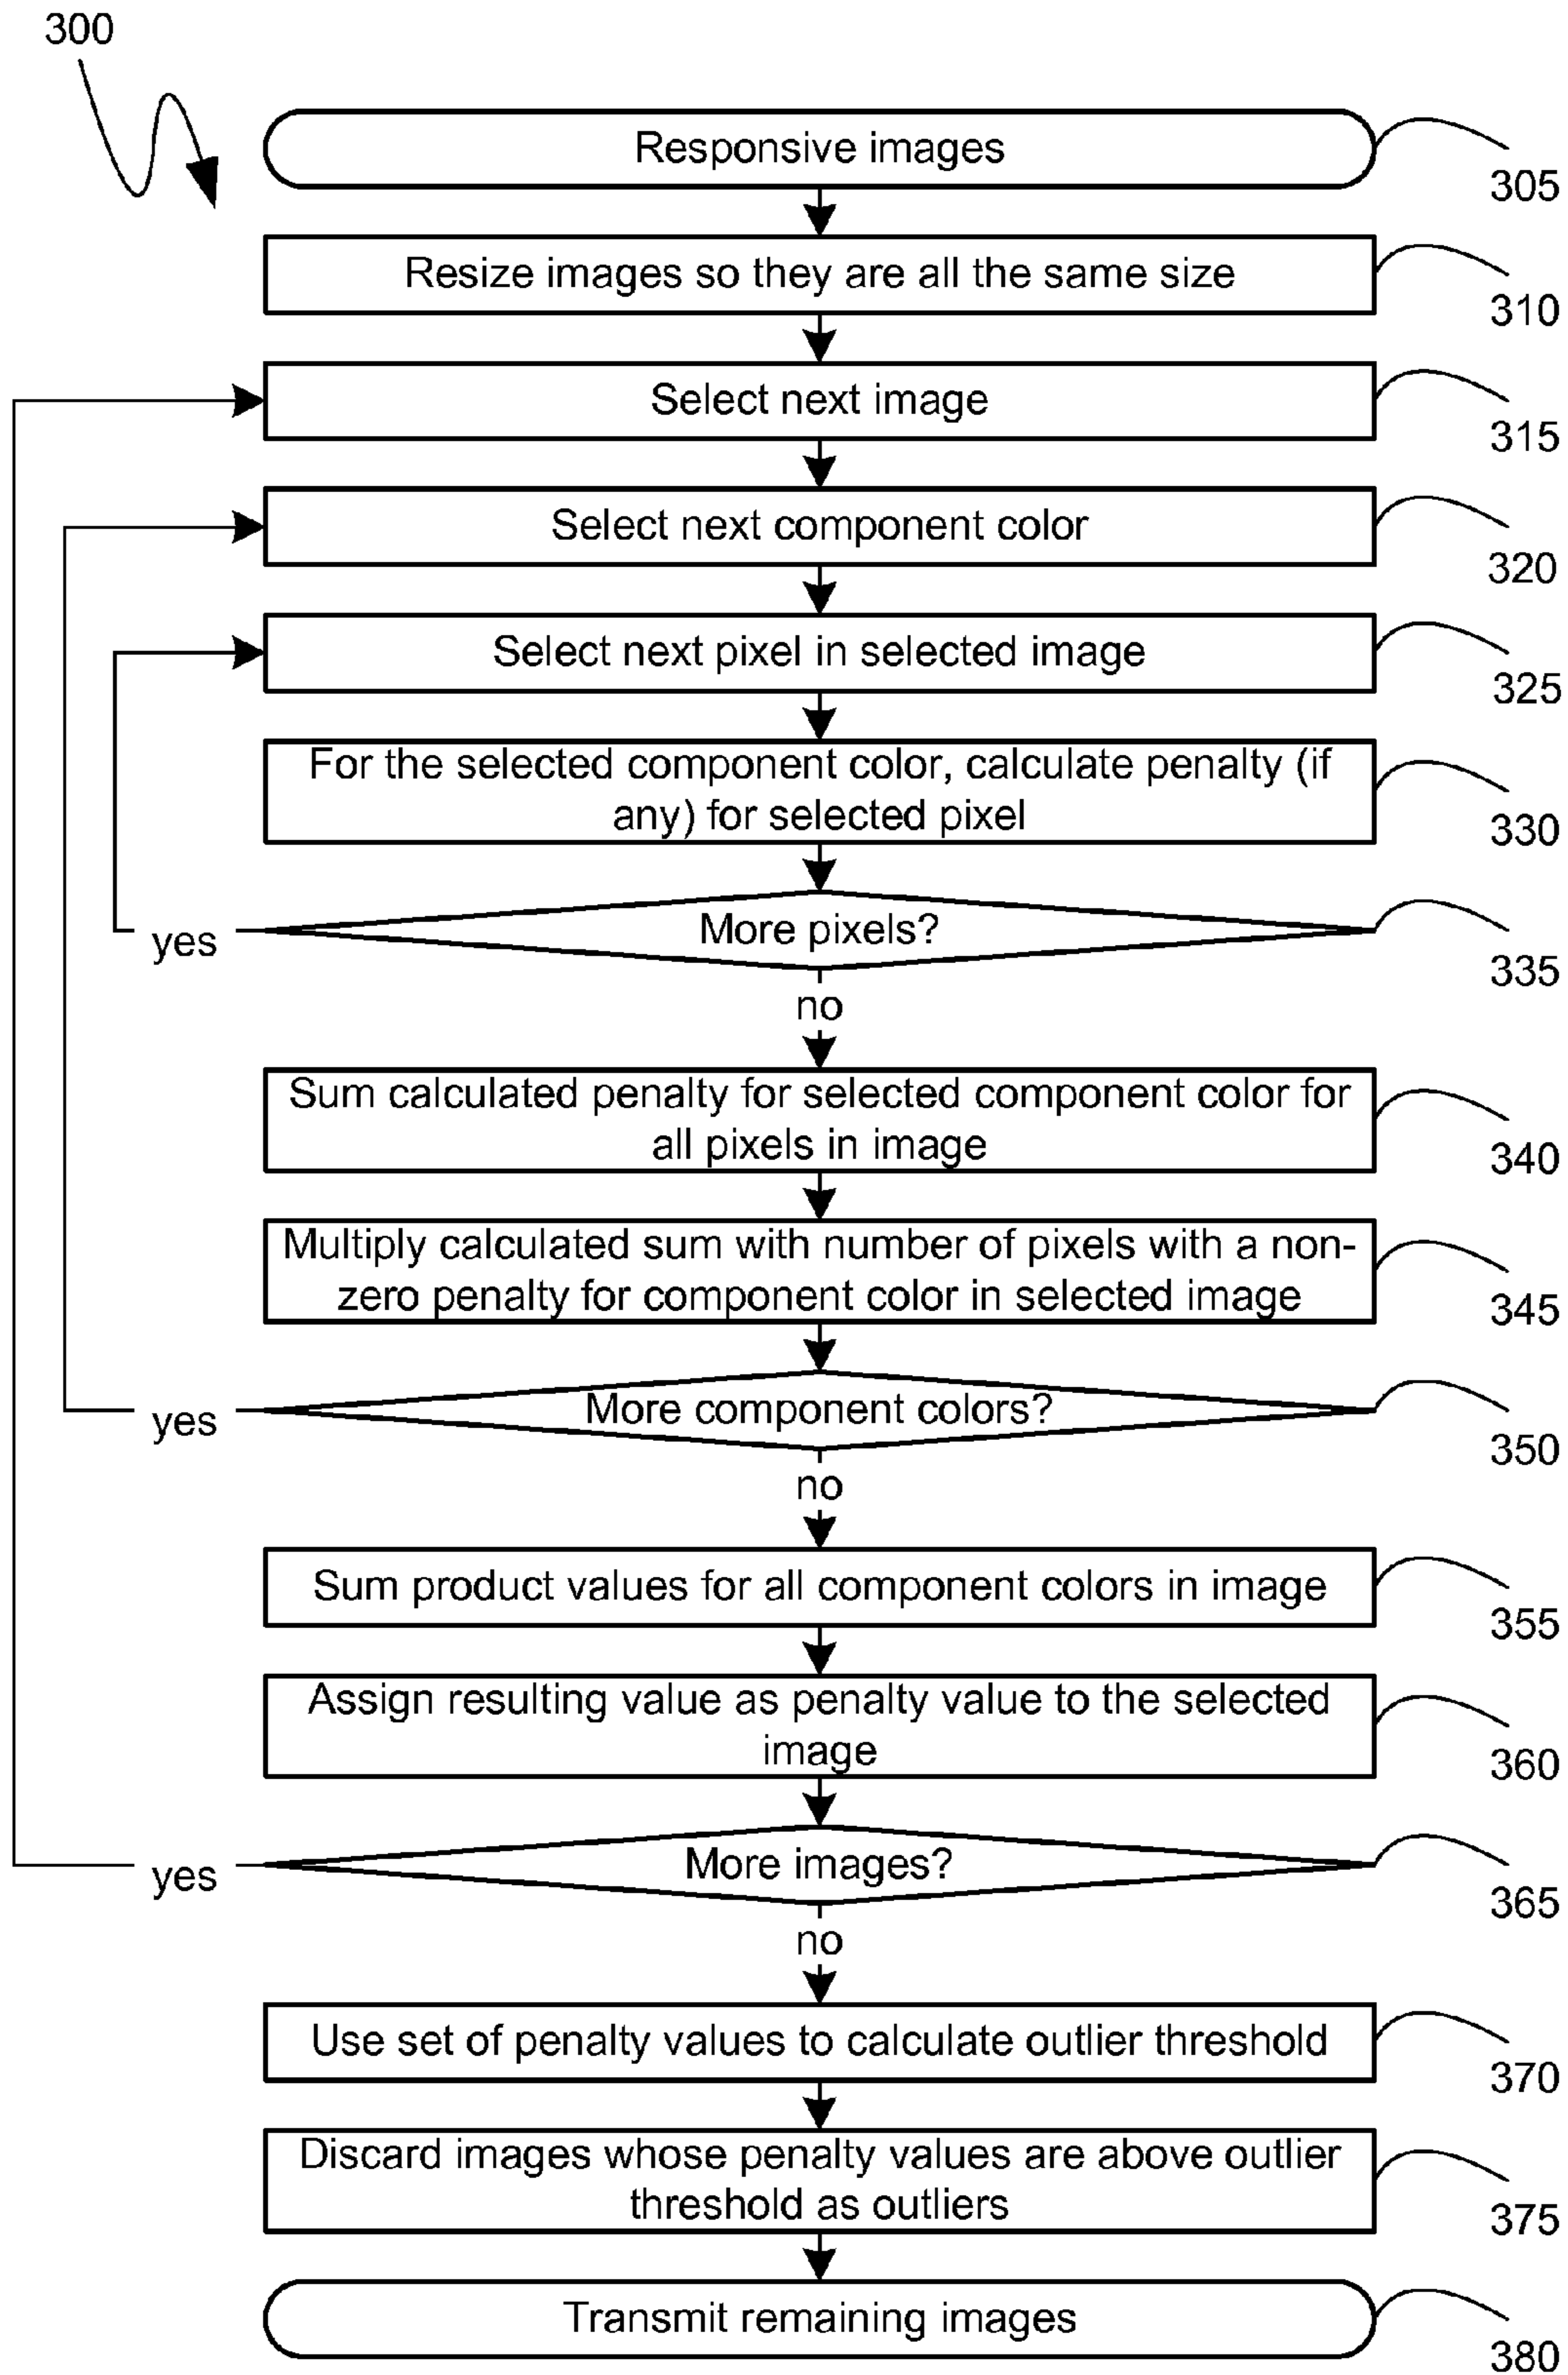 300
Responsive images
305
Resize images so they are all the same size
310
Select next image
315
Select next component color
320
Select next pixel in selected image
325
For the selected component color, calculate penalty (if
any) for selected pixel
330
More pixels?
335
yes
no
Sum calculated penalty for selected component color for
all pixels in image
340
Multiply calculated sum with number of pixels with a non-
zero penalty for component color in selected image
345
More component colors?
350
yes
no
Sum product values for all component colors in image
355
Assign resulting value as penalty value to the selected
image
360
More images?
365
yes
no
Use set of penalty values to calculate outlier threshold
370
Discard images whose penalty values are above outlier
threshold as outliers
375
Transmit remaining images
380